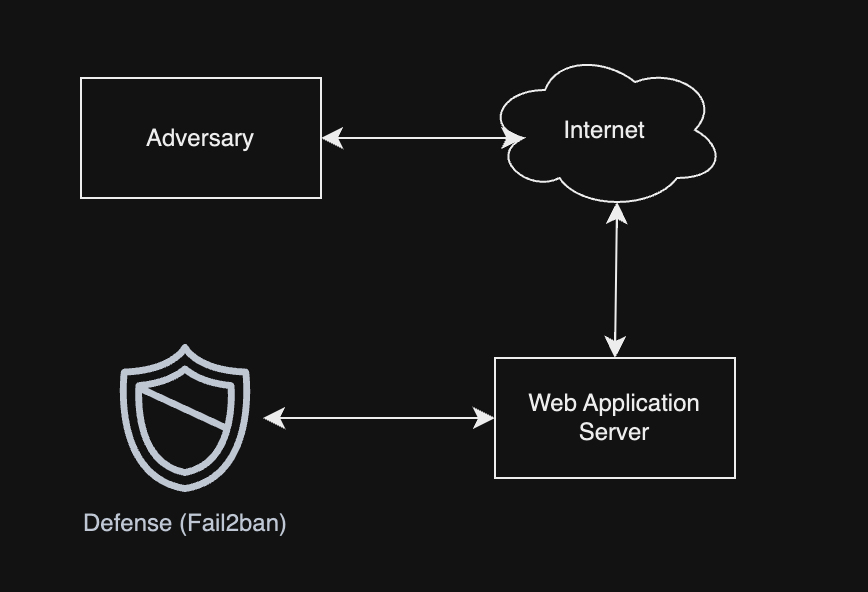 Adversary
Internet
Web Application
Server
Defense (Fail2ban)